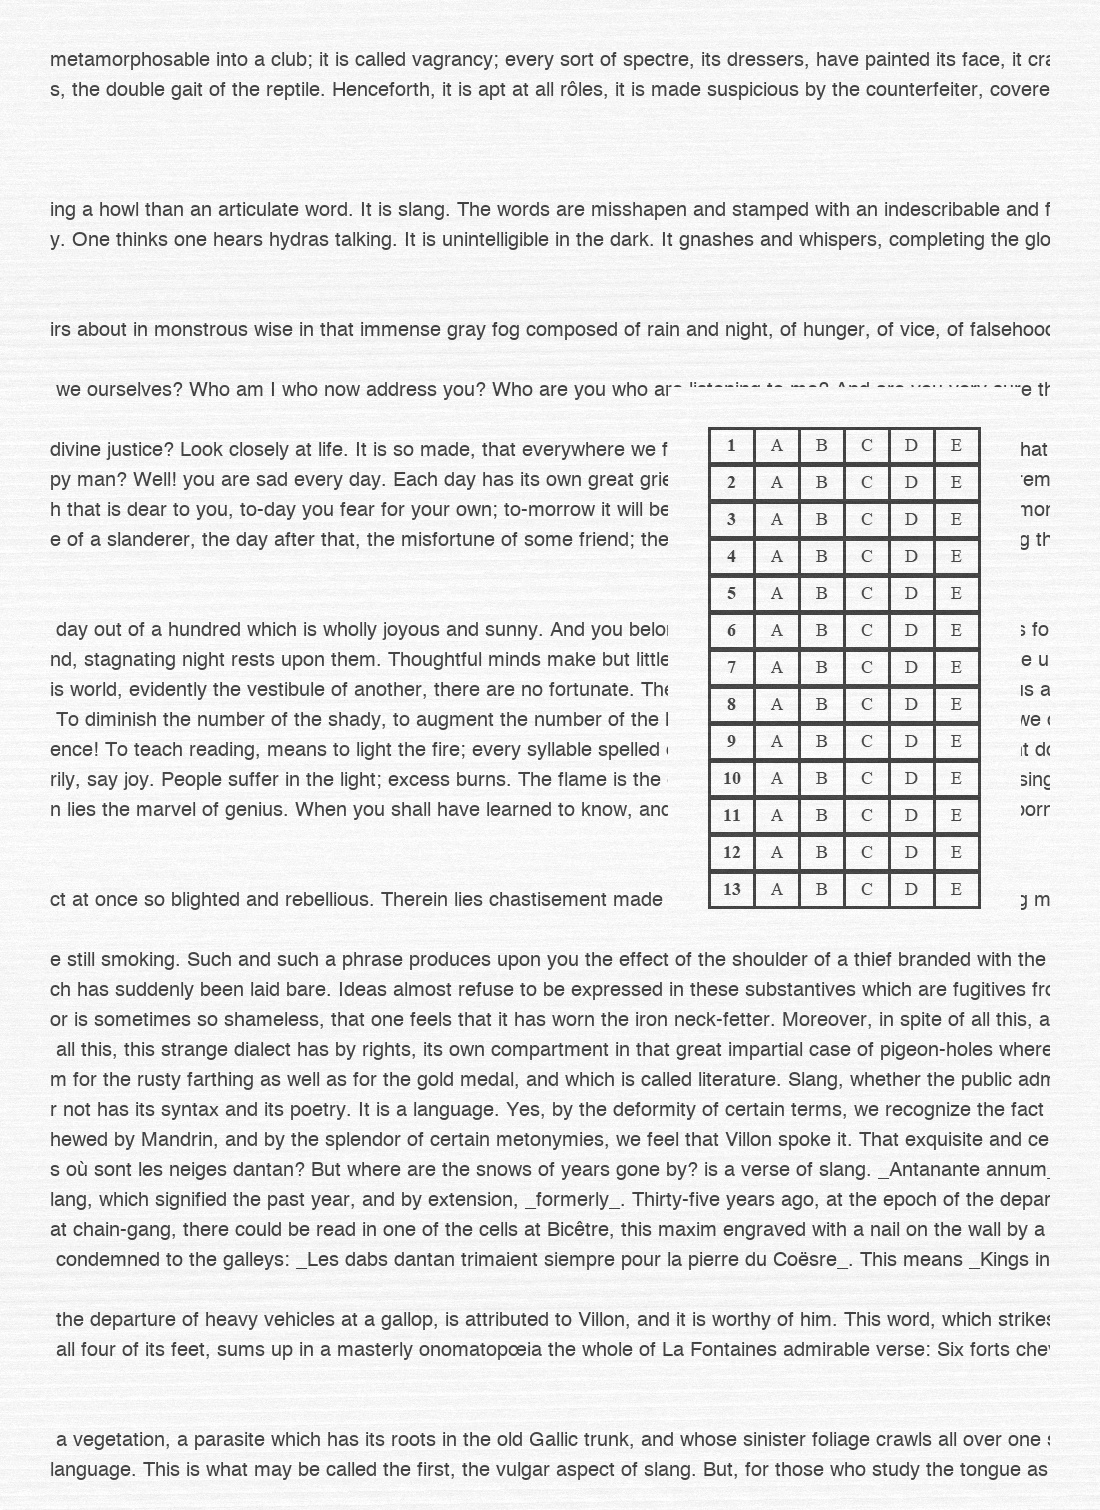 metamorphosable into a club; it is called vagrancy; every sort of spectre, its dressers, have painted its face, it
s, the double gait of the reptile. Henceforth, it is apt at all rôles, it is made suspicious by the counterfeiter, covere
ing a howl than an articulate word. It is slang. The words are misshapen and stamped with an indescribable and f
y. One thinks one hears hydras talking. It is unintelligible in the dark. It gnashes and whispers, completing the glo
irs about in monstrous wise in that immense gray fog composed of rain and night, of hunger, of vice, of
we ourselves? Who am I who now address you? Who are you who are listening to me? And are you very sure th
divine justice? Look closely at life. It is so made, that everywhere we f hat
py man? Well! you are sad every day. Each day has its own great grie em
h that is dear to you, to-day you fear for your own; to-morrow it will be mor
e of a slanderer, the day after that, the misfortune of some friend; the g th
day out of a hundred which is wholly joyous and sunny. And you belo s fo
nd, stagnating night rests upon them. Thoughtful minds make but little e u
is world, evidently the vestibule of another, there are no fortunate. The us a
To diminish the number of the shady, to augment the number of the we
ence! To teach reading, means to light the fire; every syllable spelled t do
rily, say joy. People suffer in the light; excess burns. The flame is the sing
n lies the marvel of genius. When you shall have learned to know, and born
ct at once so blighted and rebellious. Therein lies chastisement made g m
1 A B C D E
2 A B C D E
3 A B C D E
4 A B C D E
5 A B C D E
6 A B C D E
7 A B C D E
8 A B C D E
9 A B C D E
10 A B C D E
11 A B C D E
12 A B C D E
13 A B C D E
e still smoking. Such and such a phrase produces upon you the effect of the shoulder of a thief branded with the
ch has suddenly been laid bare. Ideas almost refuse to be expressed in these substantives which are fugitives fro
or is sometimes so shameless, that one feels that it has worn the iron neck-fetter. Moreover, in spite of all this, a
all this, this strange dialect has by rights, its own compartment in that great impartial case of pigeon-holes where
m for the rusty farthing as well as for the gold medal, and which is called literature. Slang, whether the public adm
r not has its syntax and its poetry. It is a language. Yes, by the deformity of certain terms, we recognize the fact
hewed by Mandrin, and by the splendor of certain metonymies, we feel that Villon spoke it. That exquisite and ce
s où sont les neiges dantan? But where are the snows of years gone by? is a verse of slang. _Antanante annum_
lang, which signified the past year, and by extension, _formerly_. Thirty-five years ago, at the epoch of the depar
at chain-gang, there could be read in one of the cells at Bicêtre, this maxim engraved with a nail on the wall by a
condemned to the galleys: _Les dabs dantan trimaient siempre pour la pierre du Coësre_. This means _Kings in
the departure of heavy vehicles at a gallop, is attributed to Villon, and it is worthy of him. This word, which strikes
all four of its feet, sums up in a masterly onomatopœia the whole of La Fontaines admirable verse: Six forts che
a vegetation, a parasite which has its roots in the old Gallic trunk, and whose sinister foliage crawls all over one
language. This is what may be called the first, the vulgar aspect of slang. But, for those who study the tongue as